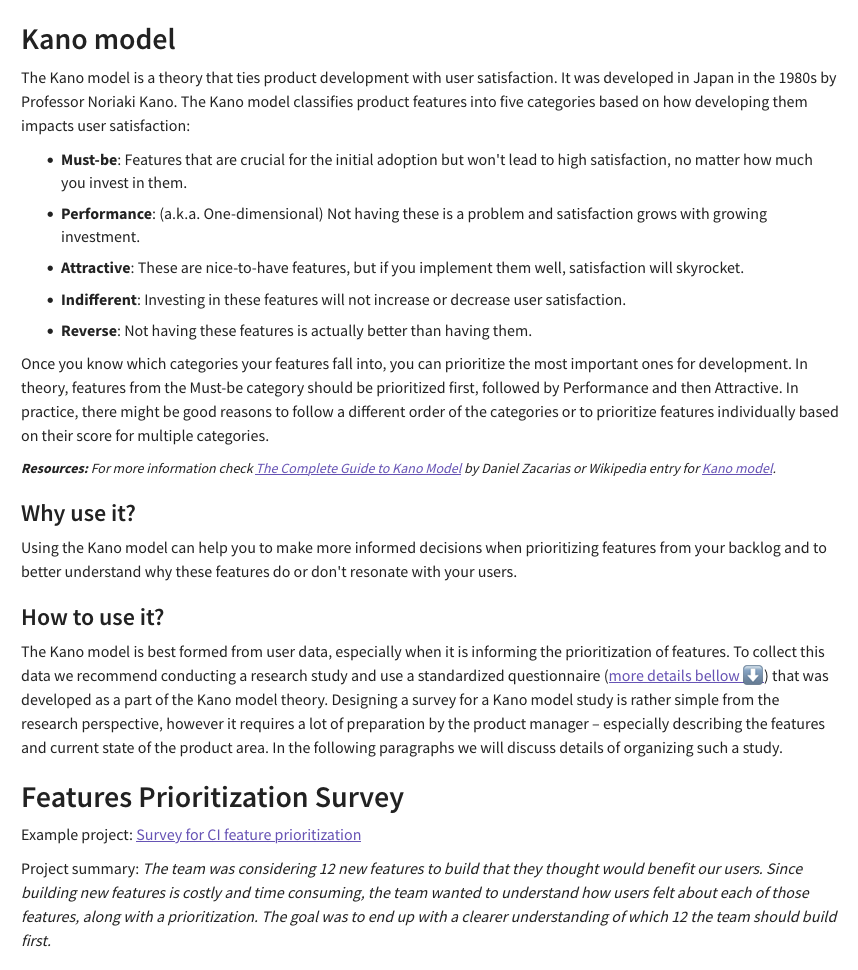 Kano model
The Kano model is a theory that ties product development with user satisfaction. It was developed in Japan in the 1980s by
Professor Noriaki Kano. The Kano model classifies product features into five categories based on how developing them
impacts user satisfaction:
• Must-be: Features that are crucial for the initial adoption but won't lead to high satisfaction, no matter how much
you invest in them.
• Performance: (a.k.a. One-dimensional) Not having these is a problem and satisfaction grows with growing
investment.
• Attractive: These are nice-to-have features, but if you implement them well, satisfaction will skyrocket.
• Indifferent: Investing in these features will not increase or decrease user satisfaction.
• Reverse: Not having these features is actually better than having them.
Once you know which categories your features fall into, you can prioritize the most important ones for development. In
theory, features from the Must-be category should be prioritized first, followed by Performance and then Attractive. In
practice, there might be good reasons to follow a different order of the categories or to prioritize features individually based
on their score for multiple categories.
Resources: For more information check The Complete Guide to Kano Model by Daniel Zacarias or Wikipedia entry for Kano model.
Why use it?
Using the Kano model can help you to make more informed decisions when prioritizing features from your backlog and to
better understand why these features do or don't resonate with your users.
How to use it?
The Kano model is best formed from user data, especially when it is informing the prioritization of features. To collect this
data we recommend conducting a research study and use a standardized questionnaire (more details bellow ⬇️) that was
developed as a part of the Kano model theory. Designing a survey for a Kano model study is rather simple from the
research perspective, however it requires a lot of preparation by the product manager – especially describing the features
and current state of the product area. In the following paragraphs we will discuss details of organizing such a study.
Features Prioritization Survey
Example project: Survey for CI feature prioritization
Project summary: The team was considering 12 new features to build that they thought would benefit our users. Since
building new features is costly and time consuming, the team wanted to understand how users felt about each of those
features, along with a prioritization. The goal was to end up with a clearer understanding of which 12 the team should build
first.